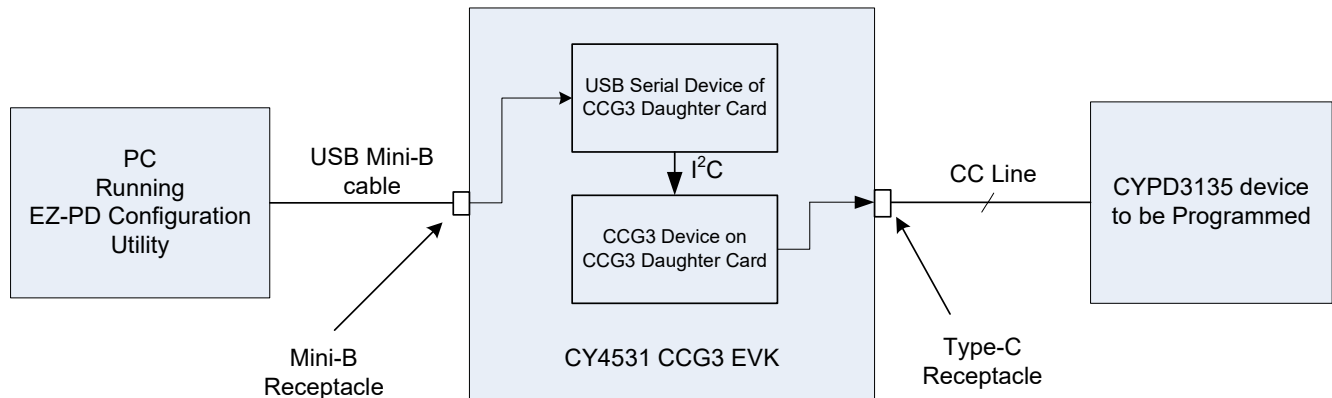 PC
Running
EZ-PD Configuration
Utility
USB Mini-B
cable
Mini-B
Receptacle
USB Serial Device of
CCG3 Daughter Card
I²C
CCG3 Device on
CCG3 Daughter Card
CY4531 CCG3 EVK
CC Line
Type-C
Receptacle
CYPD3135 device
to be Programmed